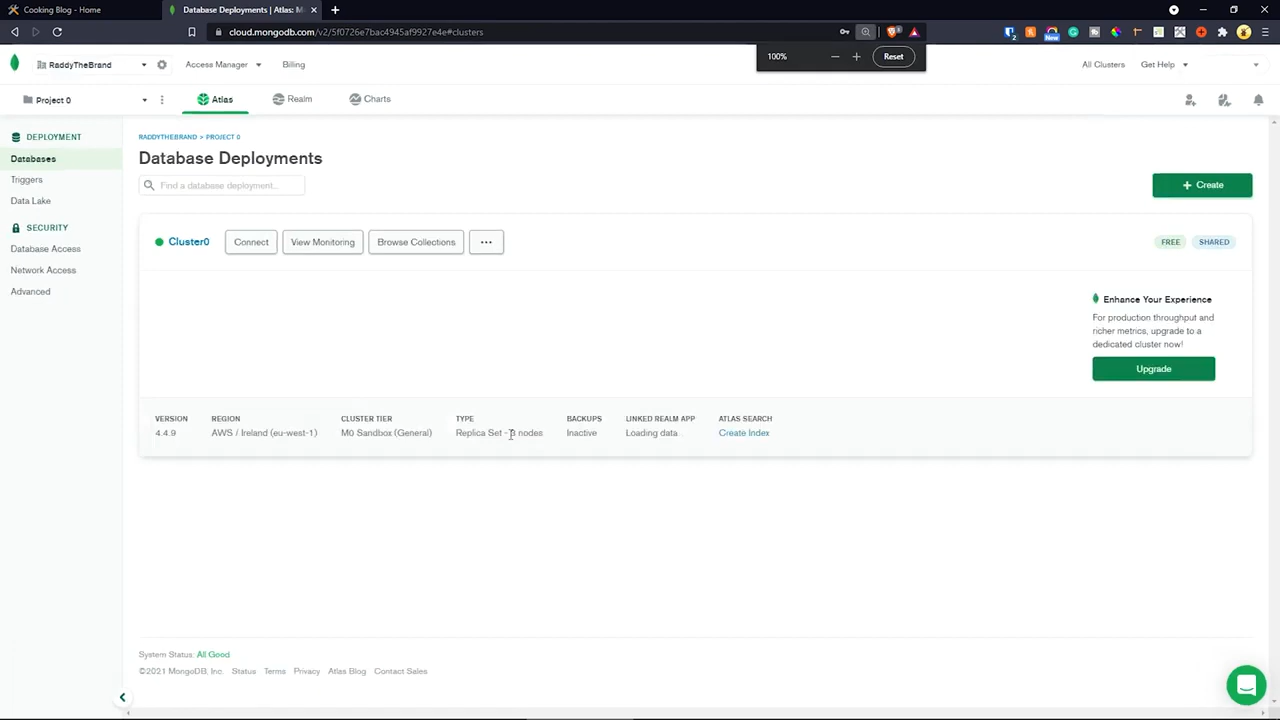 Cooking Blog - Home
Database Deployments | Atlas: M
cloud.mongodb.com/v2/5f0726e7bac4945af9927e4e#clusters
100%
Reset
RaddyTheBrand
Access Manager
Billing
All Clusters
Get Help
Project 0
Atlas
Realm
Charts
DEPLOYMENT
Databases
Triggers
Data Lake
SECURITY
Database Access
Network Access
Advanced
RADDYTHEBRAND > PROJECT 0
Database Deployments
Find a database deployment...
+ Create
Cluster0
Connect
View Monitoring
Browse Collections
...
FREE
SHARED
Enhance Your Experience
For production throughput and
richer metrics, upgrade to a
dedicated cluster now!
Upgrade
VERSION
4.4.9
REGION
AWS / Ireland (eu-west-1)
CLUSTER TIER
M0 Sandbox (General)
TYPE
Replica Set - 3 nodes
BACKUPS
Inactive
LINKED REALM APP
Loading data
ATLAS SEARCH
Create Index
System Status: All Good
©2021 MongoDB, Inc. Status Terms Privacy Atlas Blog Contact Sales